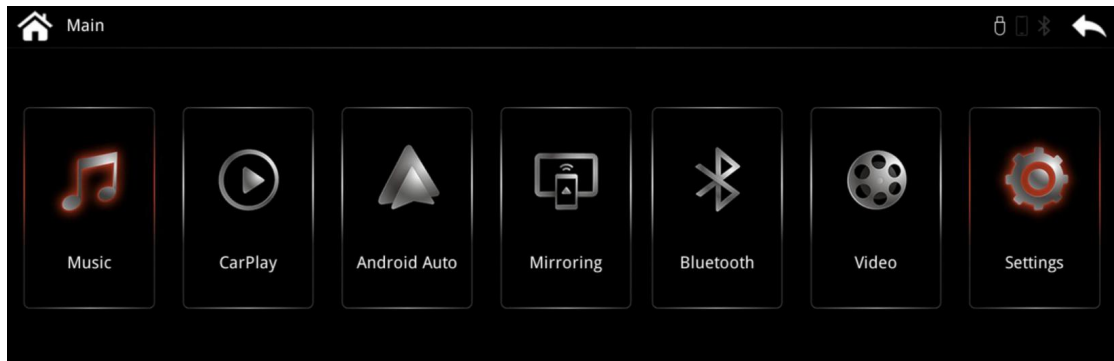 Main
Music
CarPlay
Android Auto
Mirroring
Bluetooth
Video
Settings